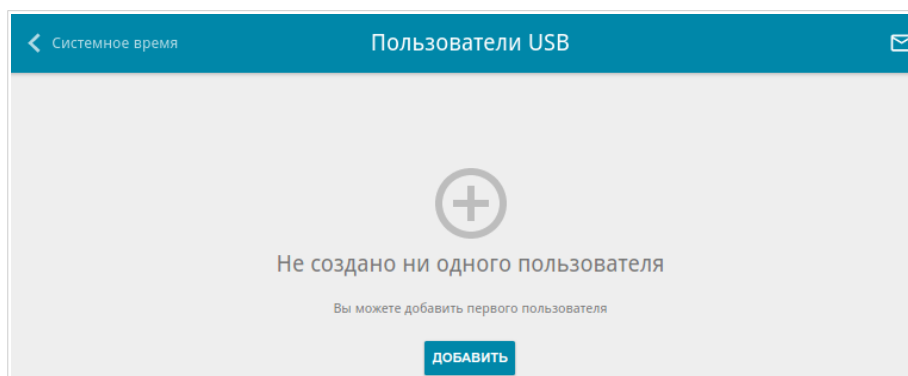 Системное время
Пользователи USB
Не создано ни одного пользователя
Вы можете добавить первого пользователя
ДОБАВИТЬ